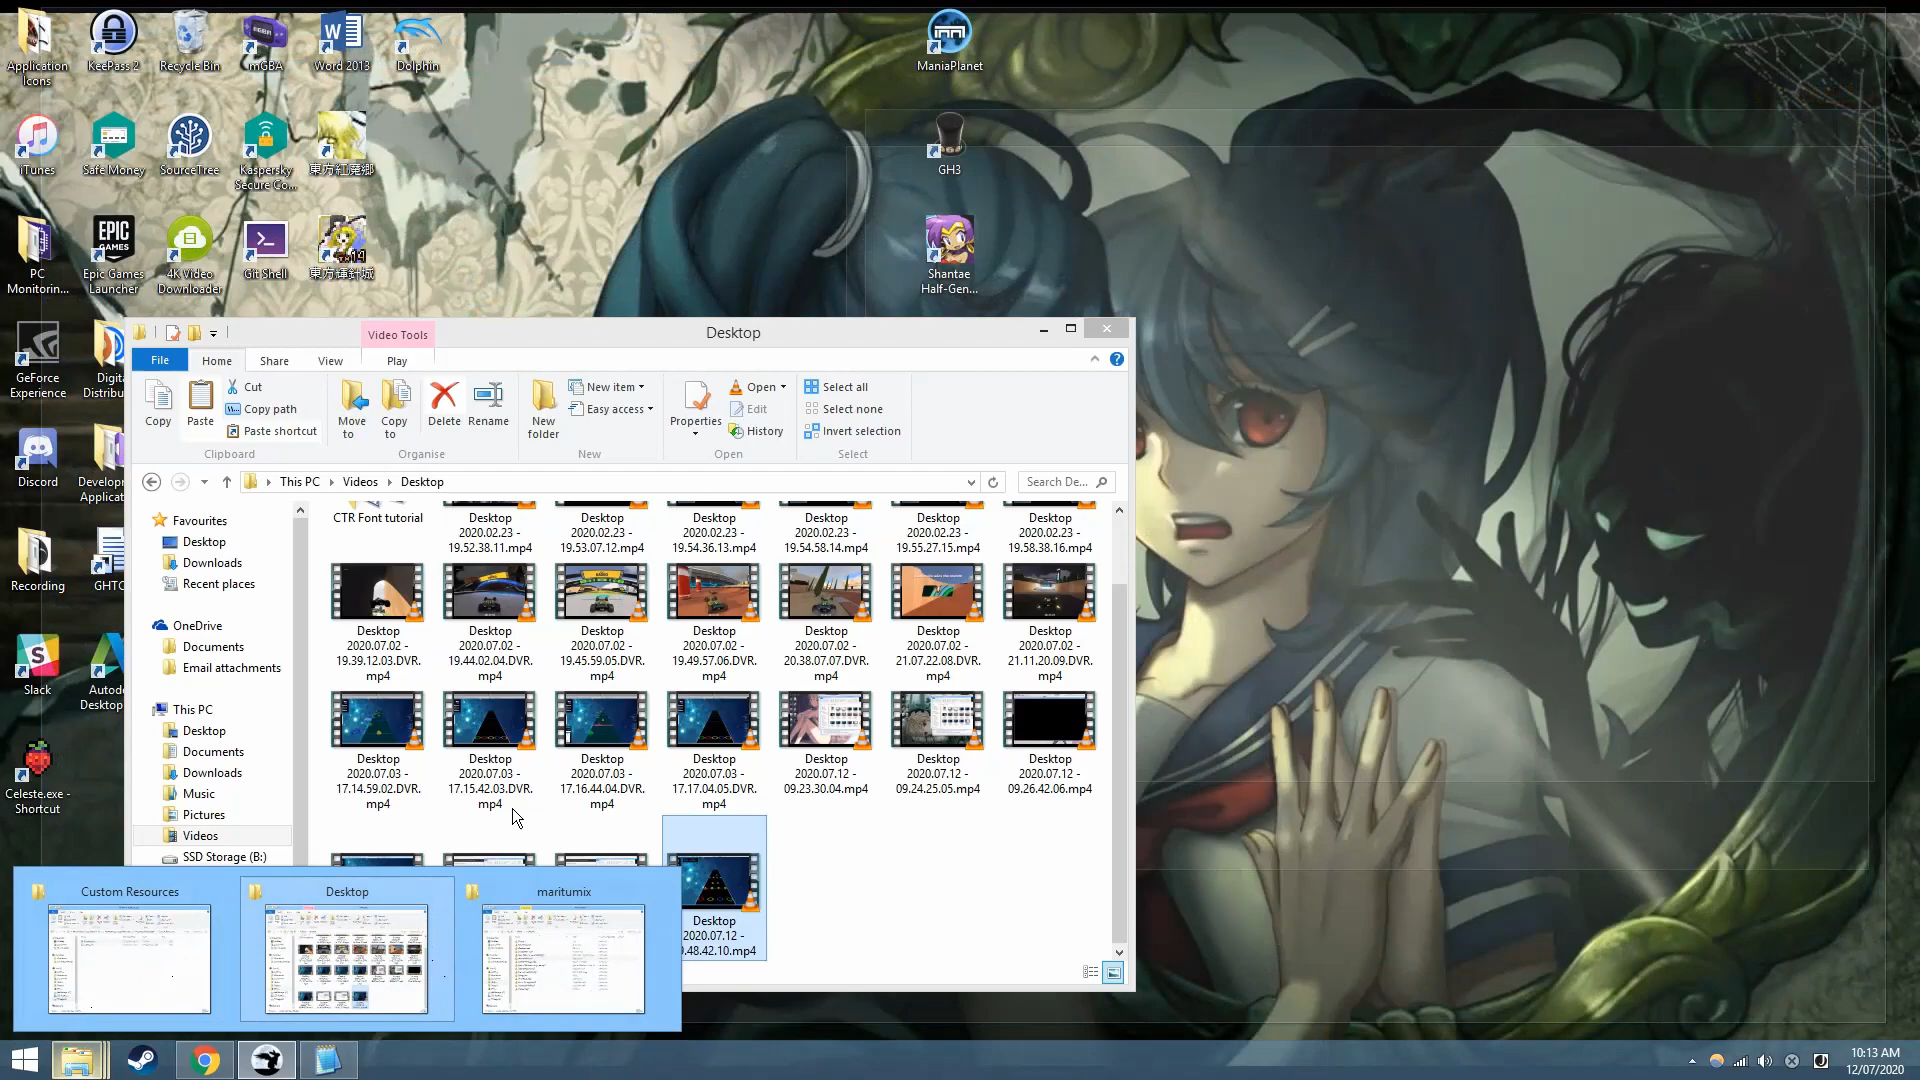 Application
Icons
KeePass 2
Recycle Bin
mGBA
Word 2013
Dolphin
ManiaPlanet
iTunes
Safe Money
SourceTree
Kaspersky
Secure Co...
東方紅魔郷
GH3
PC
Monitorin...
Epic Games
Launcher
4K Video
Downloader
Git Shell
東方輝針城
Shantae
Half-Gen...
GeForce
Experience
Digita
Distribut
Discord
Develop
Applicat
Recording
GHTC
Slack
Autode
Desktop
Celeste.exe -
Shortcut
Video Tools
Desktop
File
Home
Share
View
Play
Copy
Paste
Cut
Copy path
Paste shortcut
Clipboard
Move
to
Copy
to
Delete
Rename
Organise
New
folder
New item
Easy access
New
Properties
Open
Edit
History
Open
Select all
Select none
Invert selection
Select
This PC
Videos
Desktop
Search De...
Favourites
Desktop
Downloads
Recent places
OneDrive
Documents
Email attachments
This PC
Desktop
Documents
Downloads
Music
Pictures
Videos
SSD Storage (B:)
CTR Font tutorial
Desktop
2020.02.23 -
19.52.38.11.mp4
Desktop
2020.02.23 -
19.53.07.12.mp4
Desktop
2020.02.23 -
19.54.36.13.mp4
Desktop
2020.02.23 -
19.54.58.14.mp4
Desktop
2020.02.23 -
19.55.27.15.mp4
Desktop
2020.02.23 -
19.58.38.16.mp4
Desktop
2020.07.02 -
19.39.12.03.DVR.
mp4
Desktop
2020.07.02 -
19.44.02.04.DVR.
mp4
Desktop
2020.07.02 -
19.45.59.05.DVR.
mp4
Desktop
2020.07.02 -
19.49.57.06.DVR.
mp4
Desktop
2020.07.02 -
20.38.07.07.DVR.
mp4
Desktop
2020.07.02 -
21.07.22.08.DVR.
mp4
Desktop
2020.07.02 -
21.11.20.09.DVR.
mp4
Desktop
2020.07.03 -
17.14.59.02.DVR.
mp4
Desktop
2020.07.03 -
17.15.42.03.DVR.
mp4
Desktop
2020.07.03 -
17.16.44.04.DVR.
mp4
Desktop
2020.07.03 -
17.17.04.05.DVR.
mp4
Desktop
2020.07.12 -
09.23.30.04.mp4
Desktop
2020.07.12 -
09.24.25.05.mp4
Desktop
2020.07.12 -
09.26.42.06.mp4
Desktop
2020.07.12 -
9.48.42.10.mp4
Custom Resources
Desktop
maritumix
10:13 AM
12/07/2020